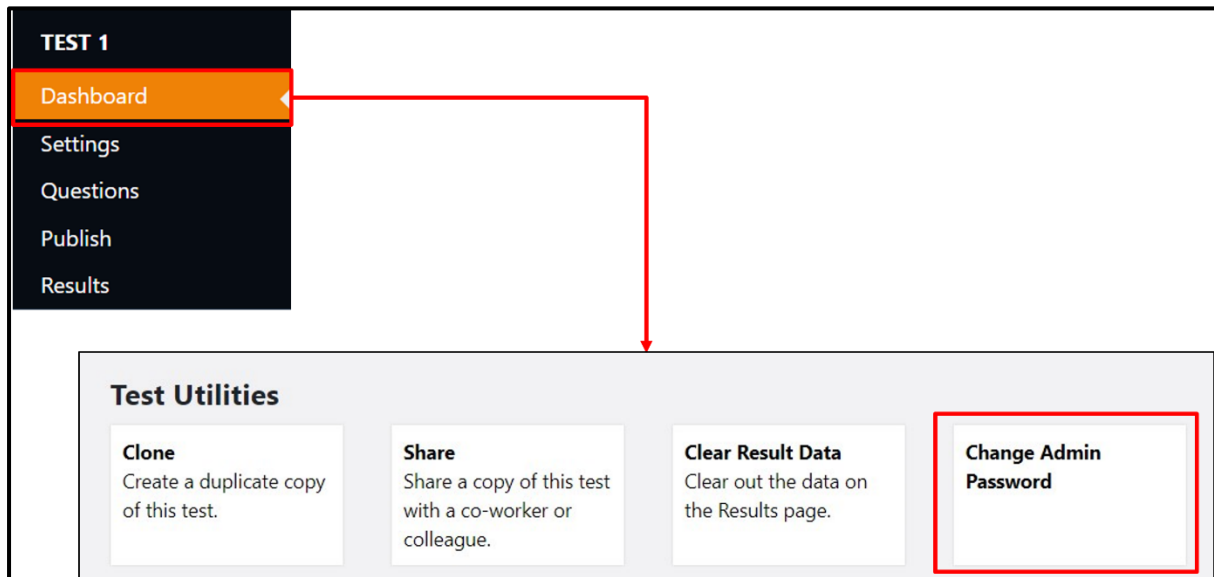 TEST 1
Dashboard
Settings
Questions
Publish
Results
Test Utilities
Clone
Create a duplicate copy
of this test.
Share
Share a copy of this test
with a co-worker or
colleague.
Clear Result Data
Clear out the data on
the Results page.
Change Admin
Password